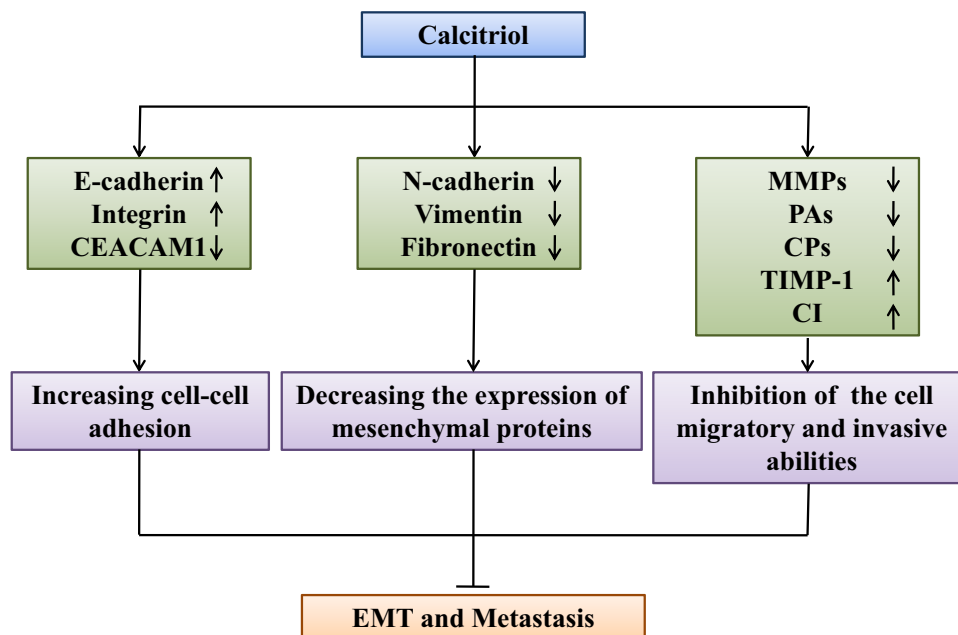 Calcitriol
E-cadherin ↑
Integrin ↑
CEACAM1 ↓
N-cadherin ↓
Vimentin ↓
Fibronectin ↓
MMPs ↓
PAs ↓
CPs ↓
TIMP-1 ↑
CI ↑
Increasing cell-cell
adhesion
Decreasing the expression of
mesenchymal proteins
Inhibition of the cell
migratory and invasive
abilities
EMT and Metastasis